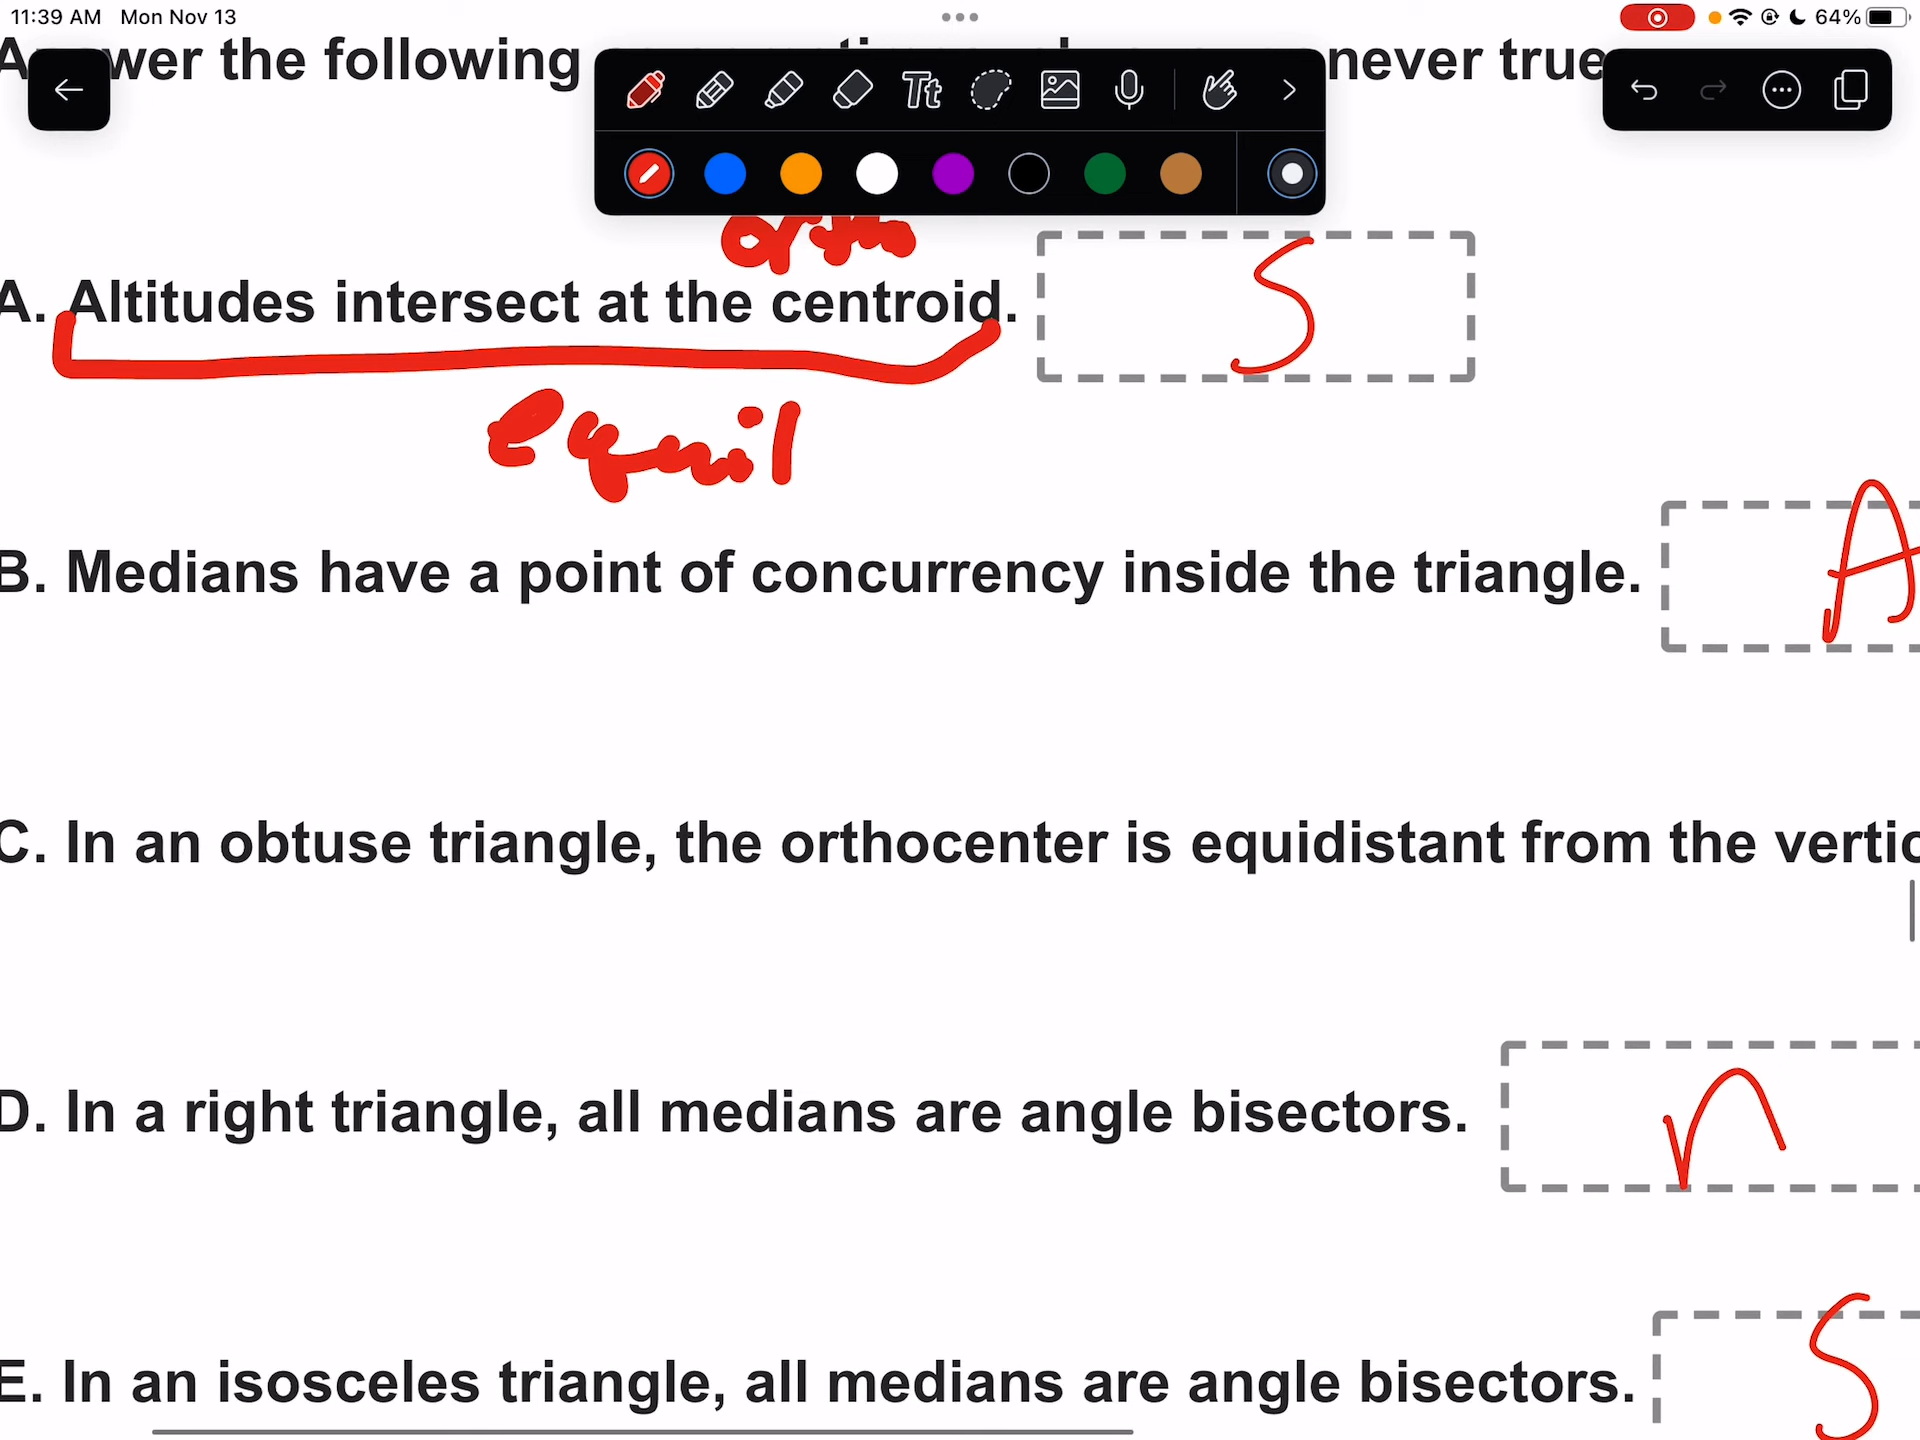 11:39 AM Mon Nov 13 64%
wer the following never true
Tt
ortho
A. Altitudes intersect at the centroid. S
equil
B. Medians have a point of concurrency inside the triangle. A
C. In an obtuse triangle, the orthocenter is equidistant from the vertic
D. In a right triangle, all medians are angle bisectors. n
E. In an isosceles triangle, all medians are angle bisectors. S